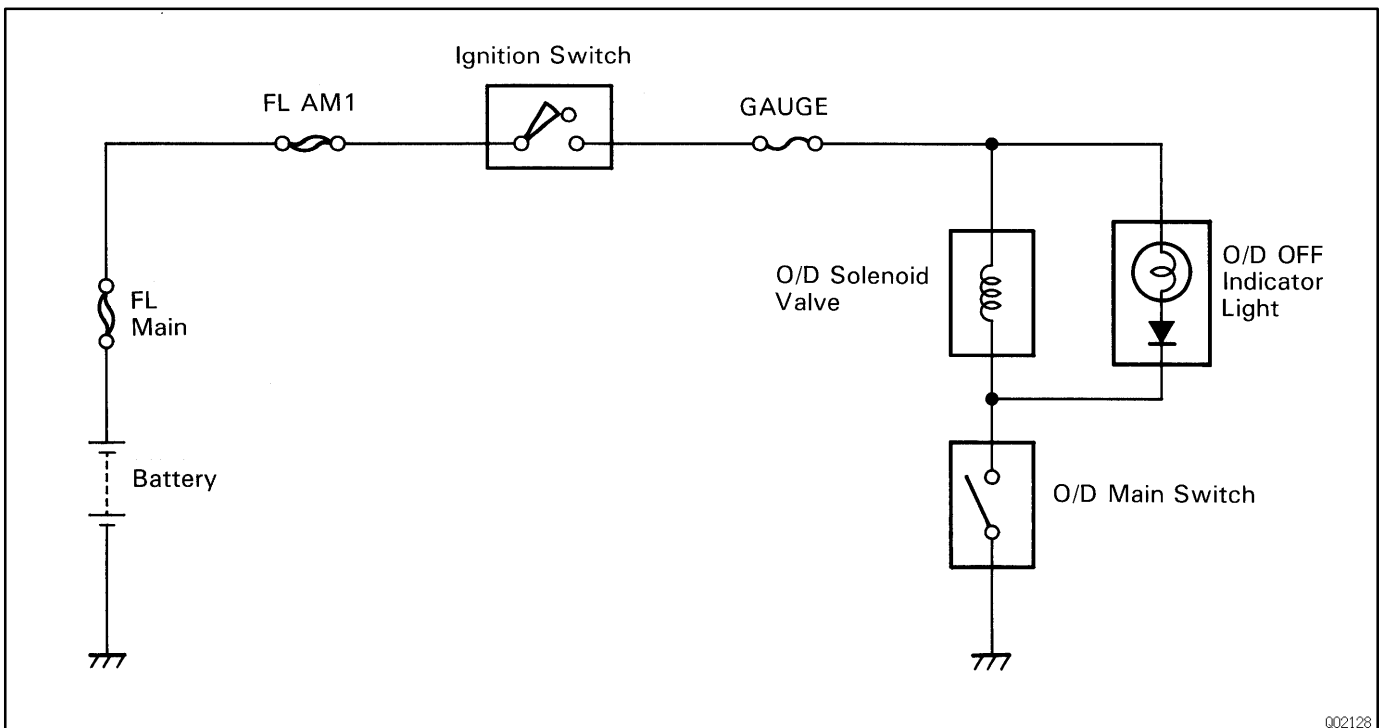 Ignition Switch
FL AM1
GAUGE
FL
Main
O/D Solenoid
Valve
O/D OFF
Indicator
Light
Battery
O/D Main Switch
Q02128